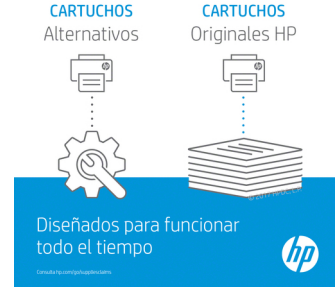 CARTUCHOS
Alternativos
CARTUCHOS
Originales HP
Diseñados para funcionar
todo el tiempo
hp